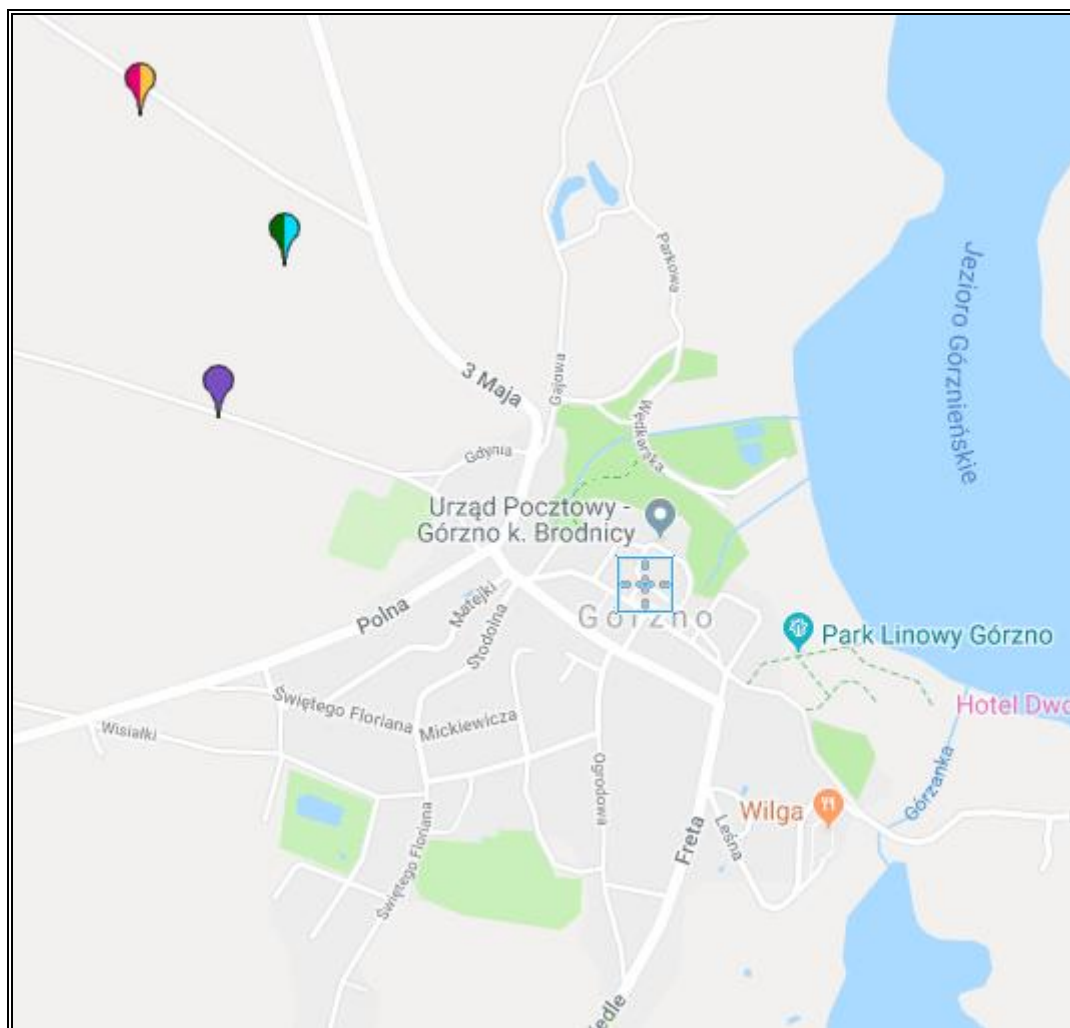 Parkowa
Jezioro Górznieńskie
3 Maja
Gajowa
Wędkarska
Gdynia
Urząd Pocztowy -
Górzno k. Brodnicy
Matejki
Polna
Stodolna
Górzno
Park Linowy Górzno
Świętego Floriana
Mickiewicza
Hotel Dwo
Wisiałki
Ogrodowa
Górzanka
Wilga
Leśna
Freta
Świętego Floriana
iedle